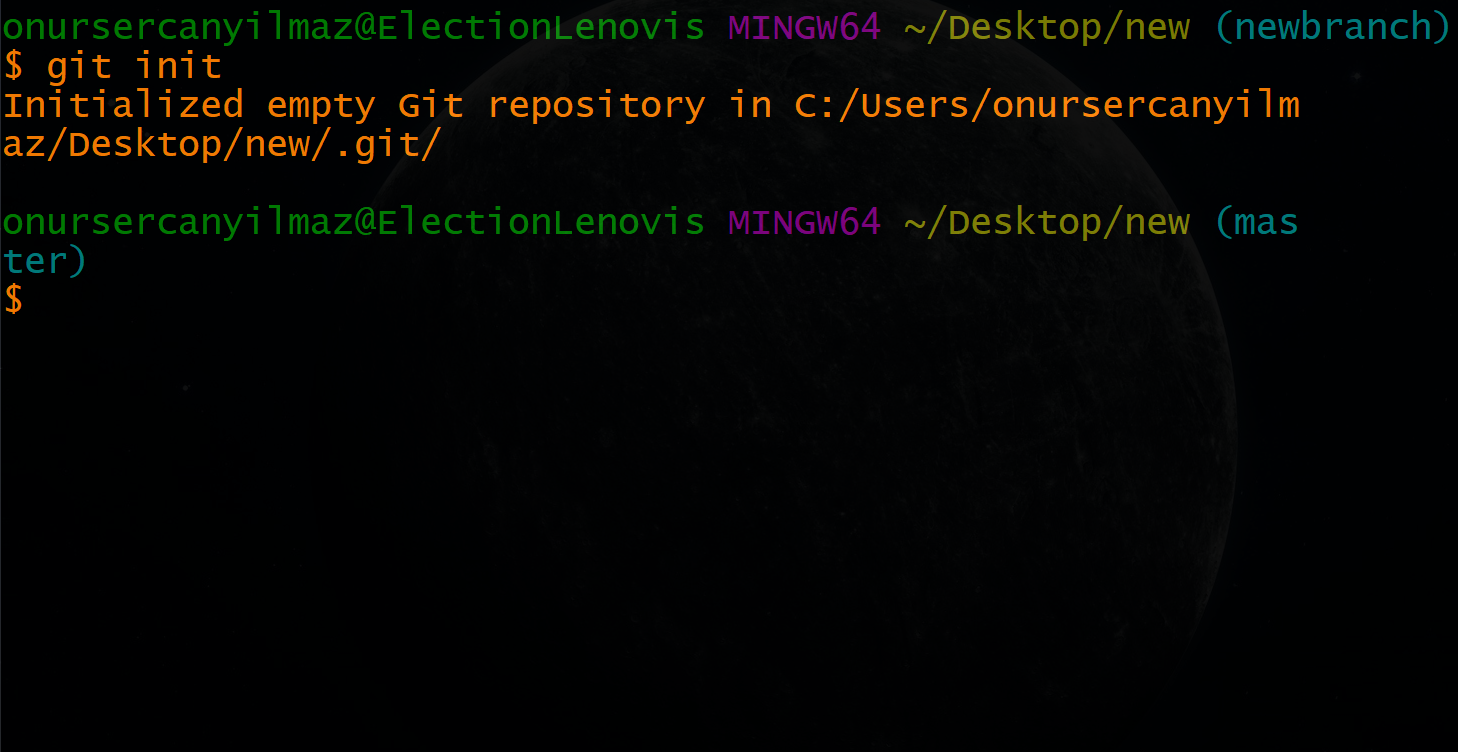 onursercanyilmaz@ElectionLenovis MINGW64 ~/Desktop/new (newbranch)
$ git init
Initialized empty Git repository in C:/Users/onursercanyilm
az/Desktop/new/.git/
onursercanyilmaz@ElectionLenovis MINGW64 ~/Desktop/new (mas
ter)
$